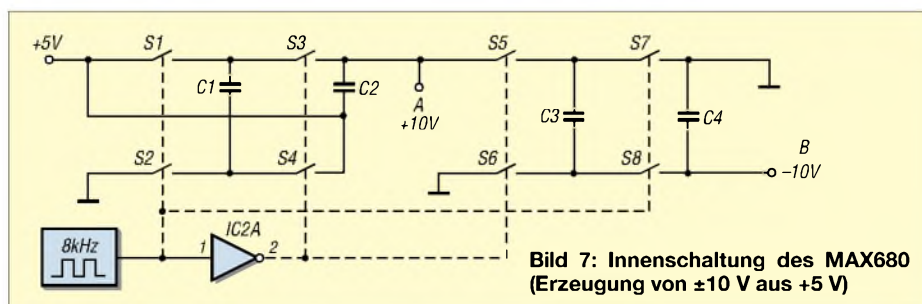 +5V S1 S3 S5 S7
C1 C2 A C3 C4
+10V
S2 S4 S6 S8 B
−10V
8kHz 1 IC2A 2
Bild 7: Innenschaltung des MAX680
(Erzeugung von ±10 V aus +5 V)